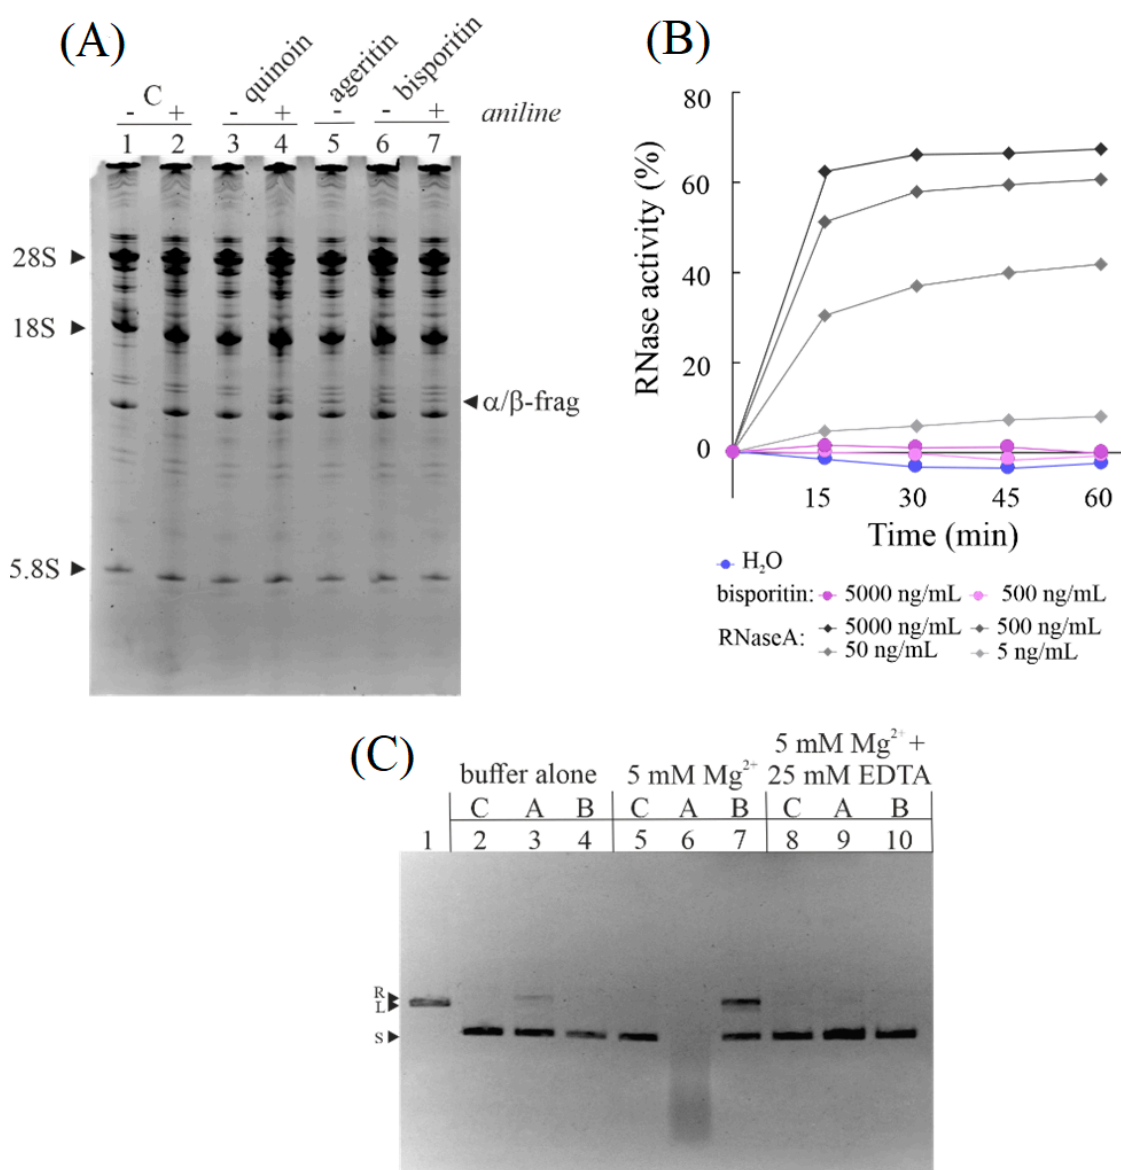 (A)
quinoin
ageritin
bisporitin
C
- + - + - - + aniline
1 2 3 4 5 6 7
28S
18S
α/β-frag
5.8S
(B)
RNase activity (%)
80
60
40
20
0
15 30 45 60
Time (min)
H₂O
bisporitin: 5000 ng/mL 500 ng/mL
RNaseA: 5000 ng/mL 500 ng/mL
50 ng/mL 5 ng/mL
(C)
buffer alone
5 mM Mg²⁺
5 mM Mg²⁺ +
25 mM EDTA
C A B C A B C A B
1 2 3 4 5 6 7 8 9 10
R
L
S